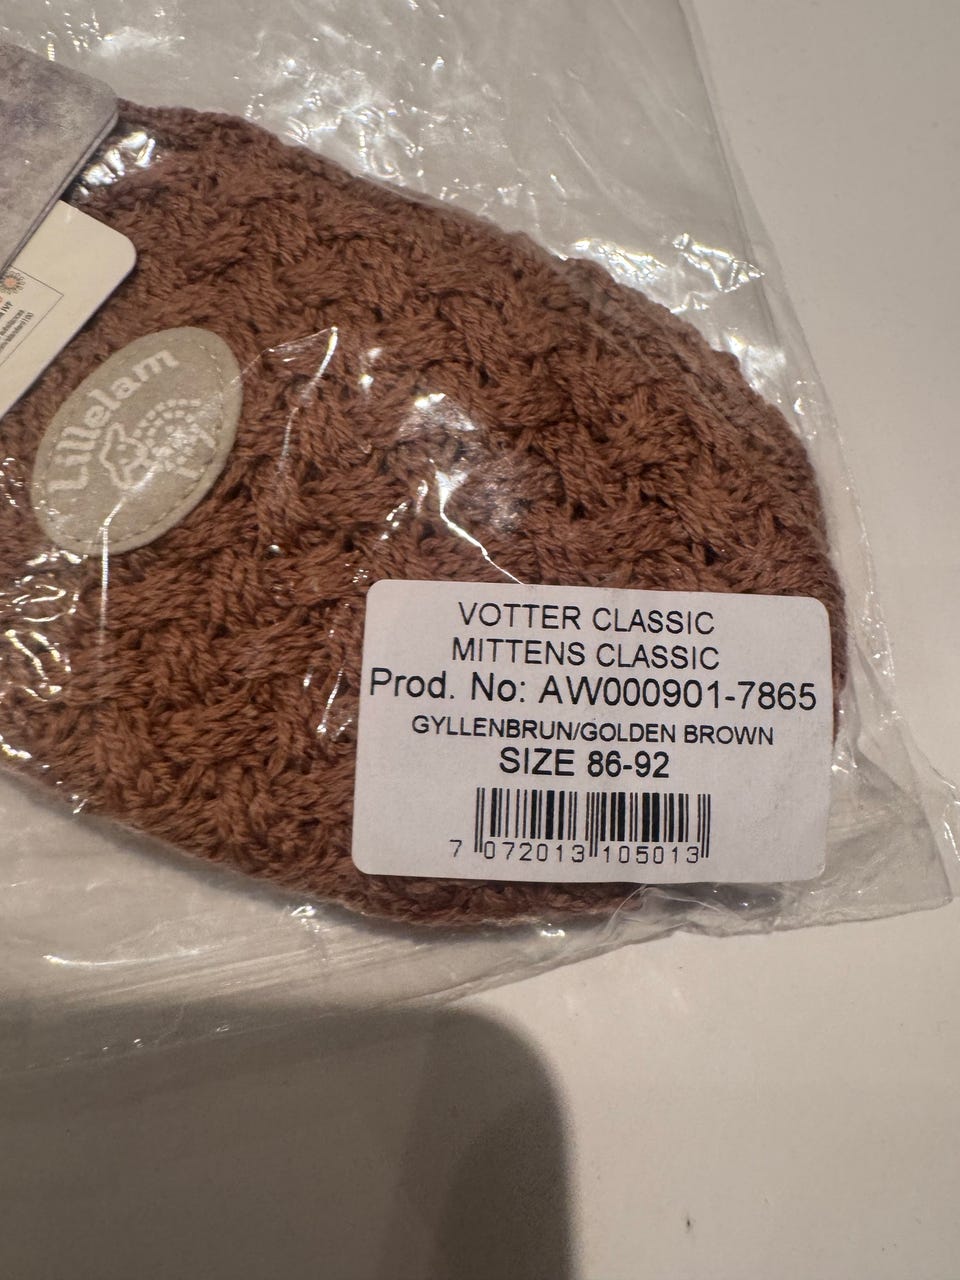 Lillelam
VOTTER CLASSIC
MITTENS CLASSIC
Prod. No: AW000901-7865
GYLLENBRUN/GOLDEN BROWN
SIZE 86-92
7 072013 105013